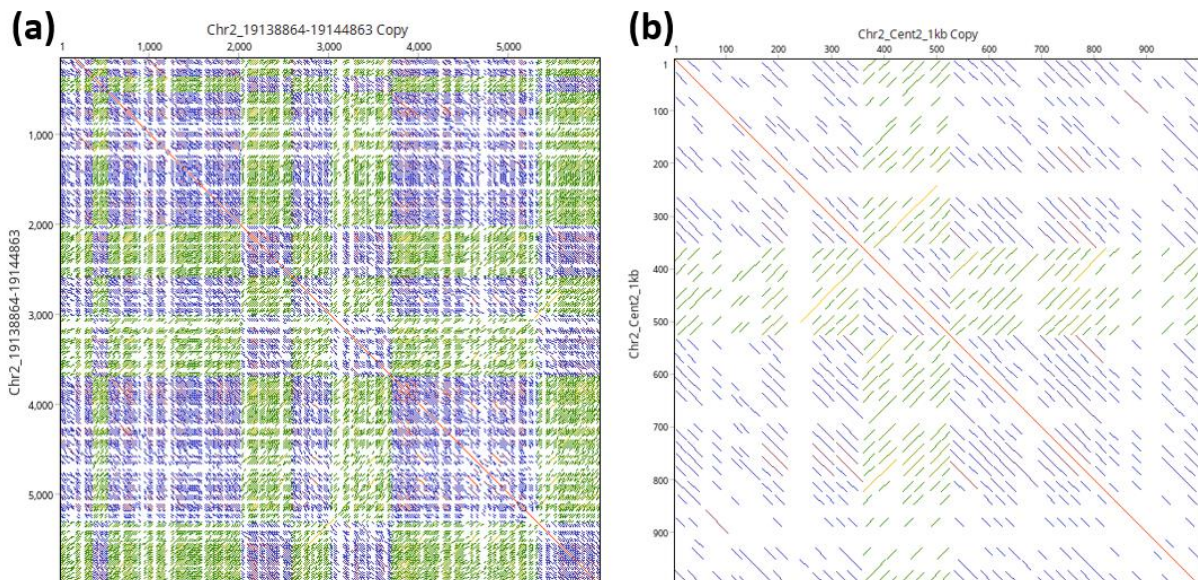 (a)
Chr2_19138864-19144863 Copy
1 1,000 2,000 3,000 4,000 5,000
1,000
2,000
3,000
4,000
5,000
Chr2_19138864-19144863
(b)
Chr2_Cent2_1kb Copy
1 100 200 300 400 500 600 700 800 900
1
100
200
300
400
500
600
700
800
900
Chr2_Cent2_1kb